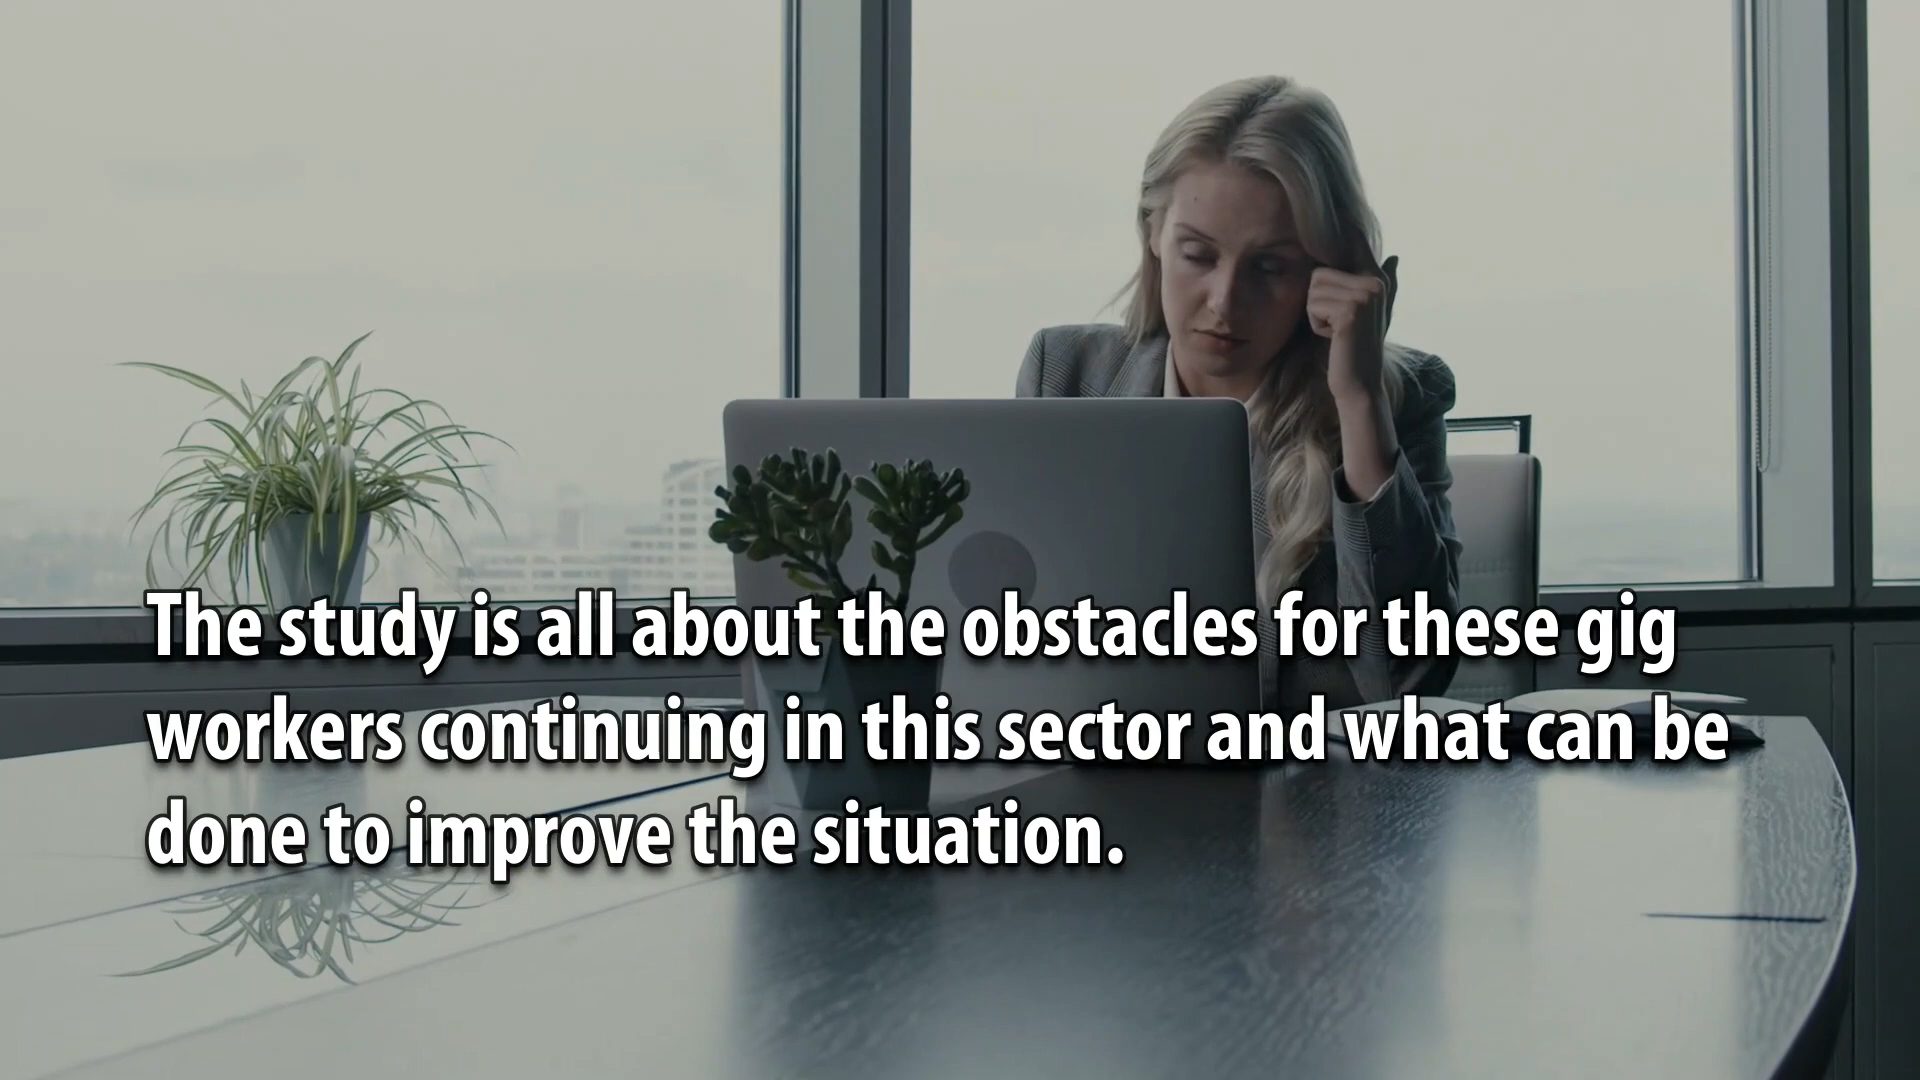 The study is all about the obstacles for these gig
workers continuing in this sector and what can be
done to improve the situation.